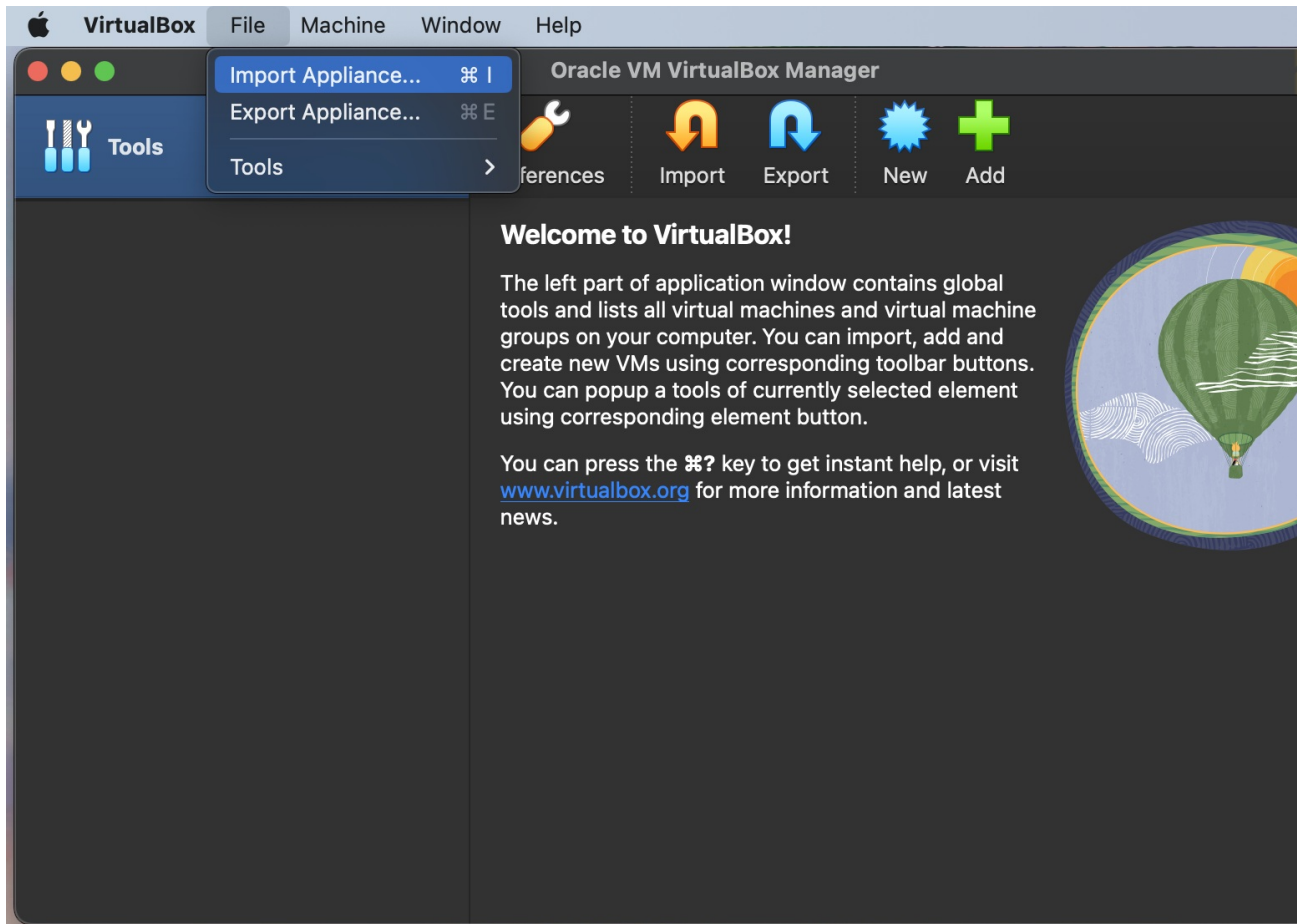 VirtualBox File Machine Window Help
Oracle VM VirtualBox Manager
Import Appliance... ⌘ I
Export Appliance... ⌘ E
Tools
Tools
ferences Import Export New Add
Welcome to VirtualBox!
The left part of application window contains global
tools and lists all virtual machines and virtual machine
groups on your computer. You can import, add and
create new VMs using corresponding toolbar buttons.
You can popup a tools of currently selected element
using corresponding element button.
You can press the ⌘? key to get instant help, or visit
www.virtualbox.org for more information and latest
news.